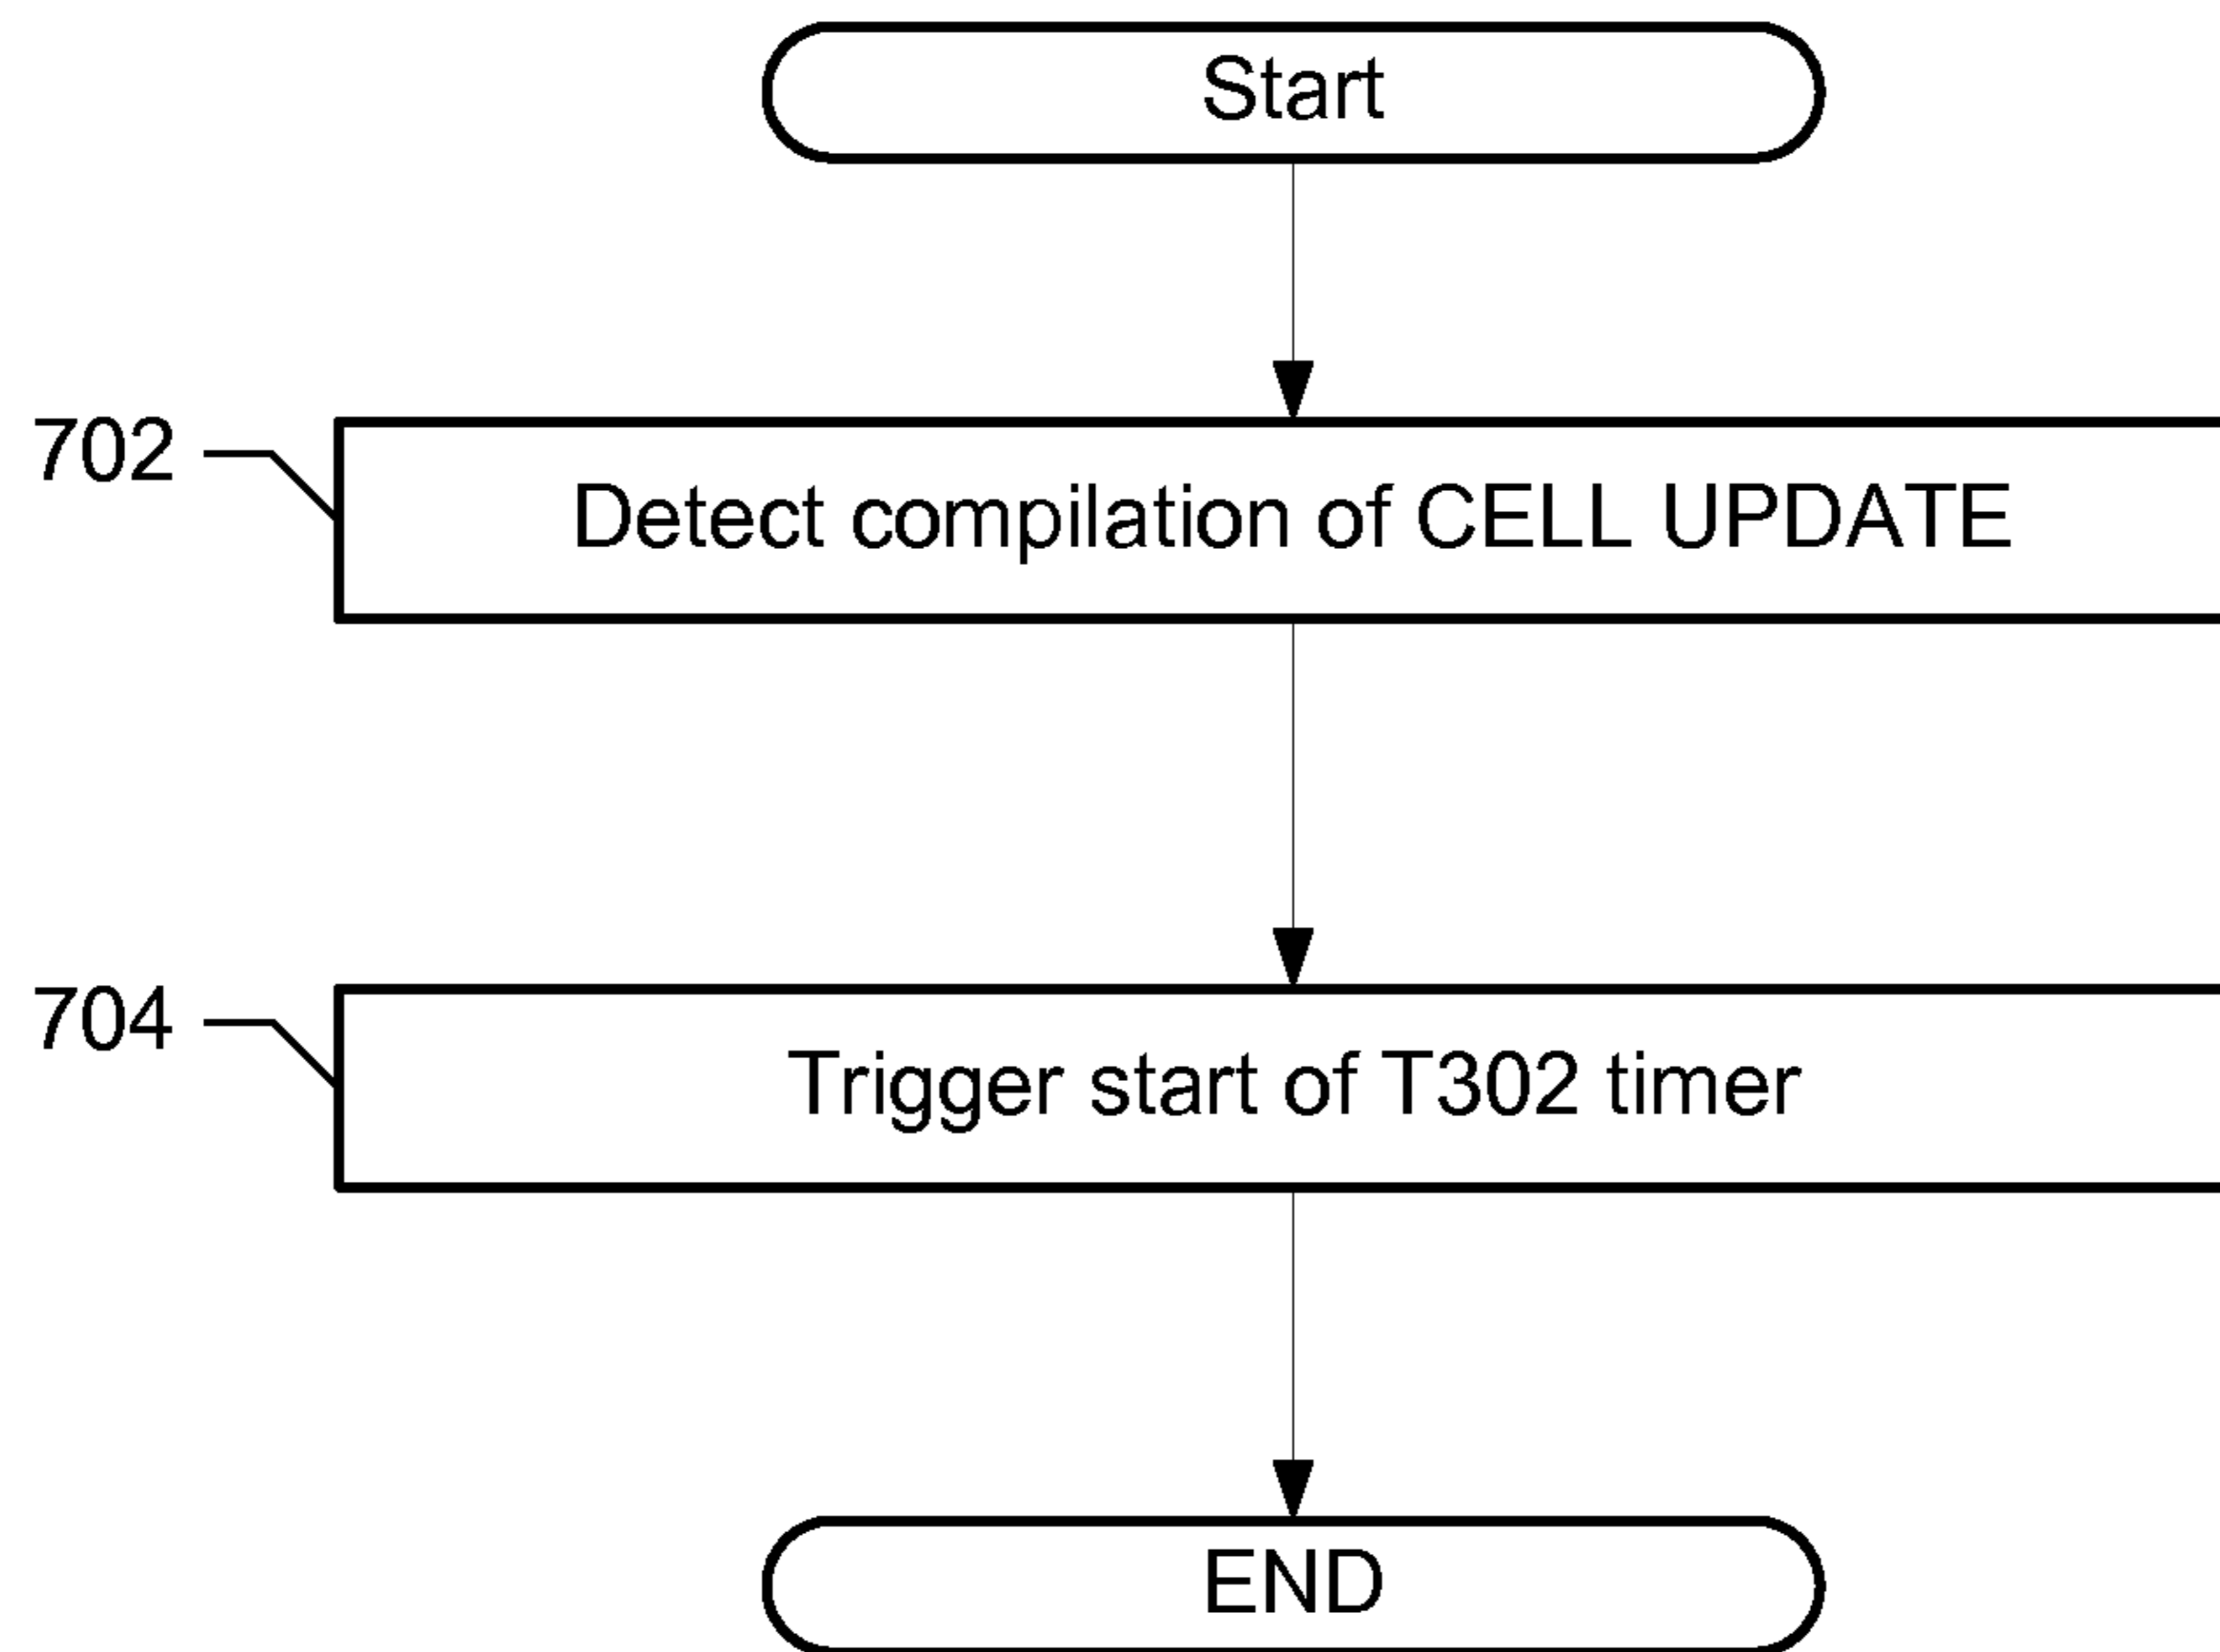 Start
702
Detect compilation of CELL UPDATE
704
Trigger start of T302 timer
END